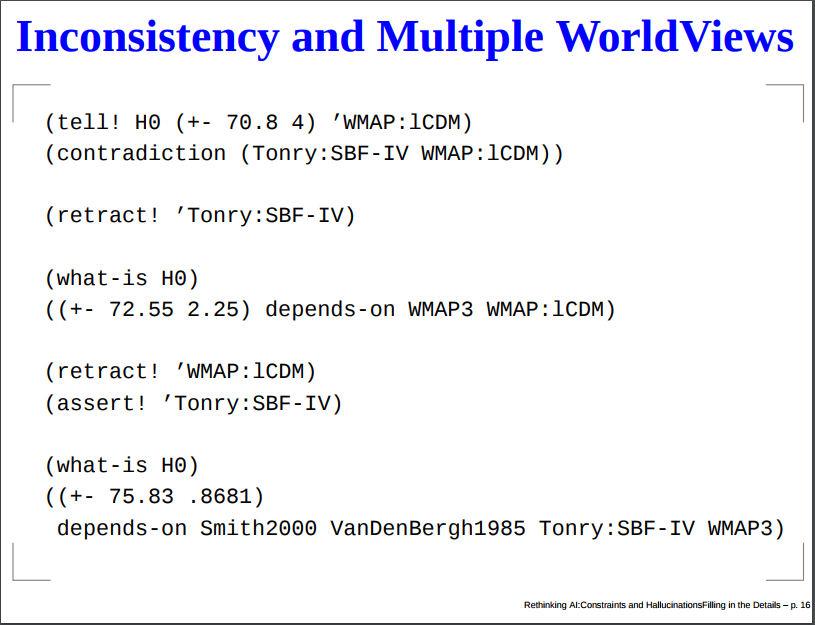 Inconsistency and Multiple WorldViews
(tell! H0 (+- 70.8 4) ’WMAP:lCDM)
(contradiction (Tonry:SBF-IV WMAP:lCDM))
(retract! ’Tonry:SBF-IV)
(what-is H0)
((+- 72.55 2.25) depends-on WMAP3 WMAP:lCDM)
(retract! ’WMAP:lCDM)
(assert! ’Tonry:SBF-IV)
(what-is H0)
((+- 75.83 .8681)
depends-on Smith2000 VanDenBergh1985 Tonry:SBF-IV WMAP3)
Rethinking AI:Constraints and HallucinationsFilling in the Details – p. 16